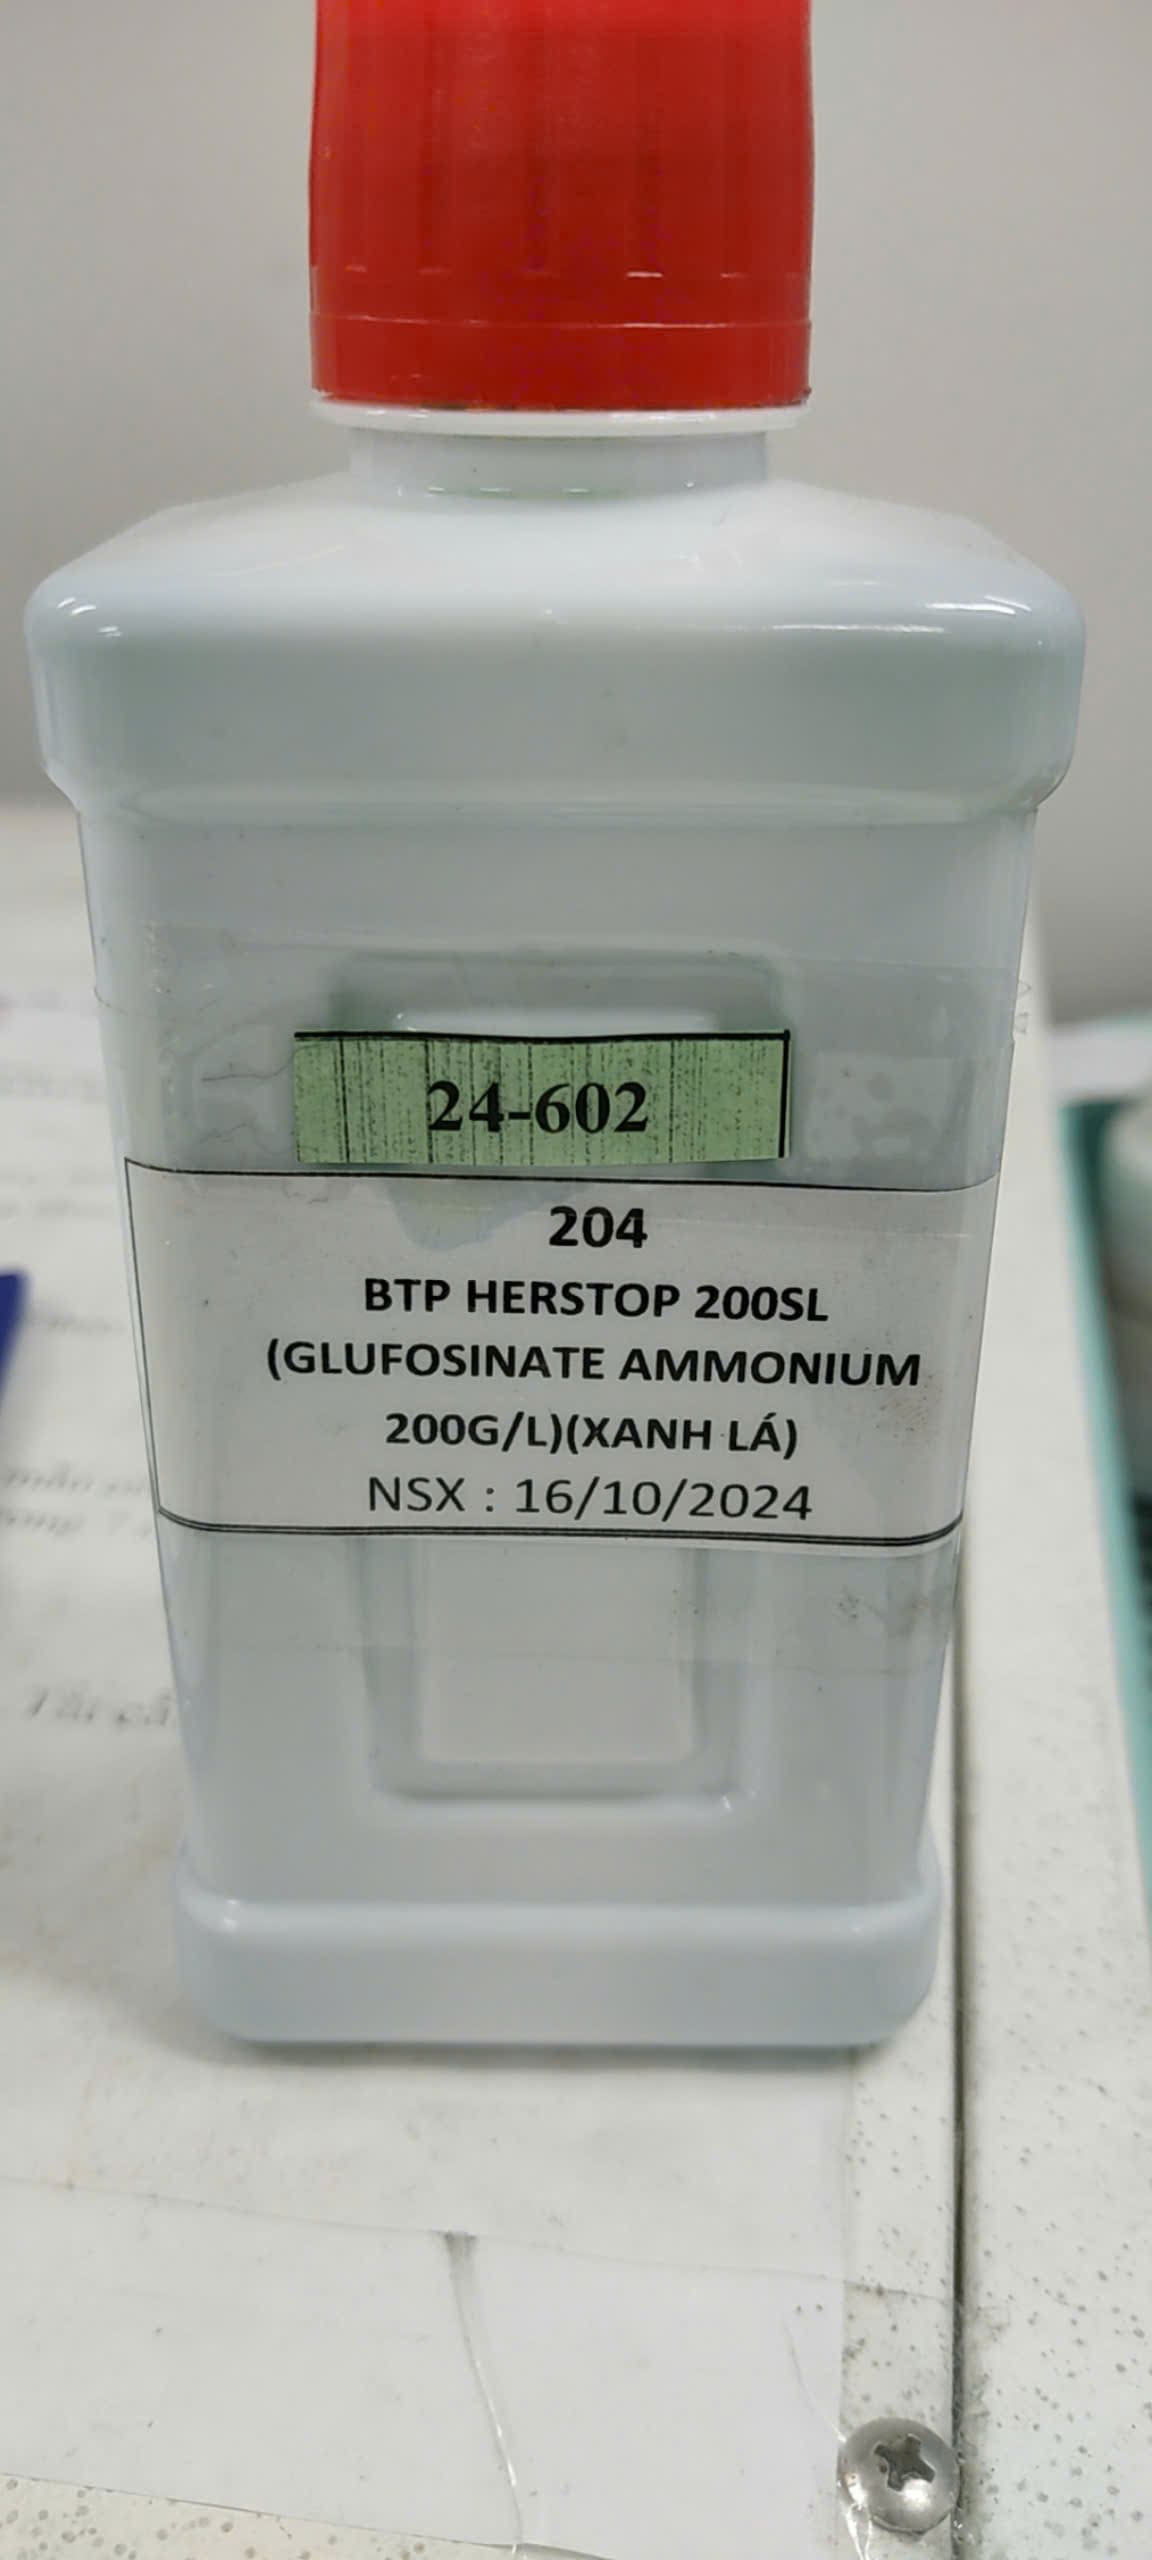 24-602
204
BTP HERSTOP 200SL
(GLUFOSINATE AMMONIUM
200G/L)(XANH LÁ)
NSX : 16/10/2024